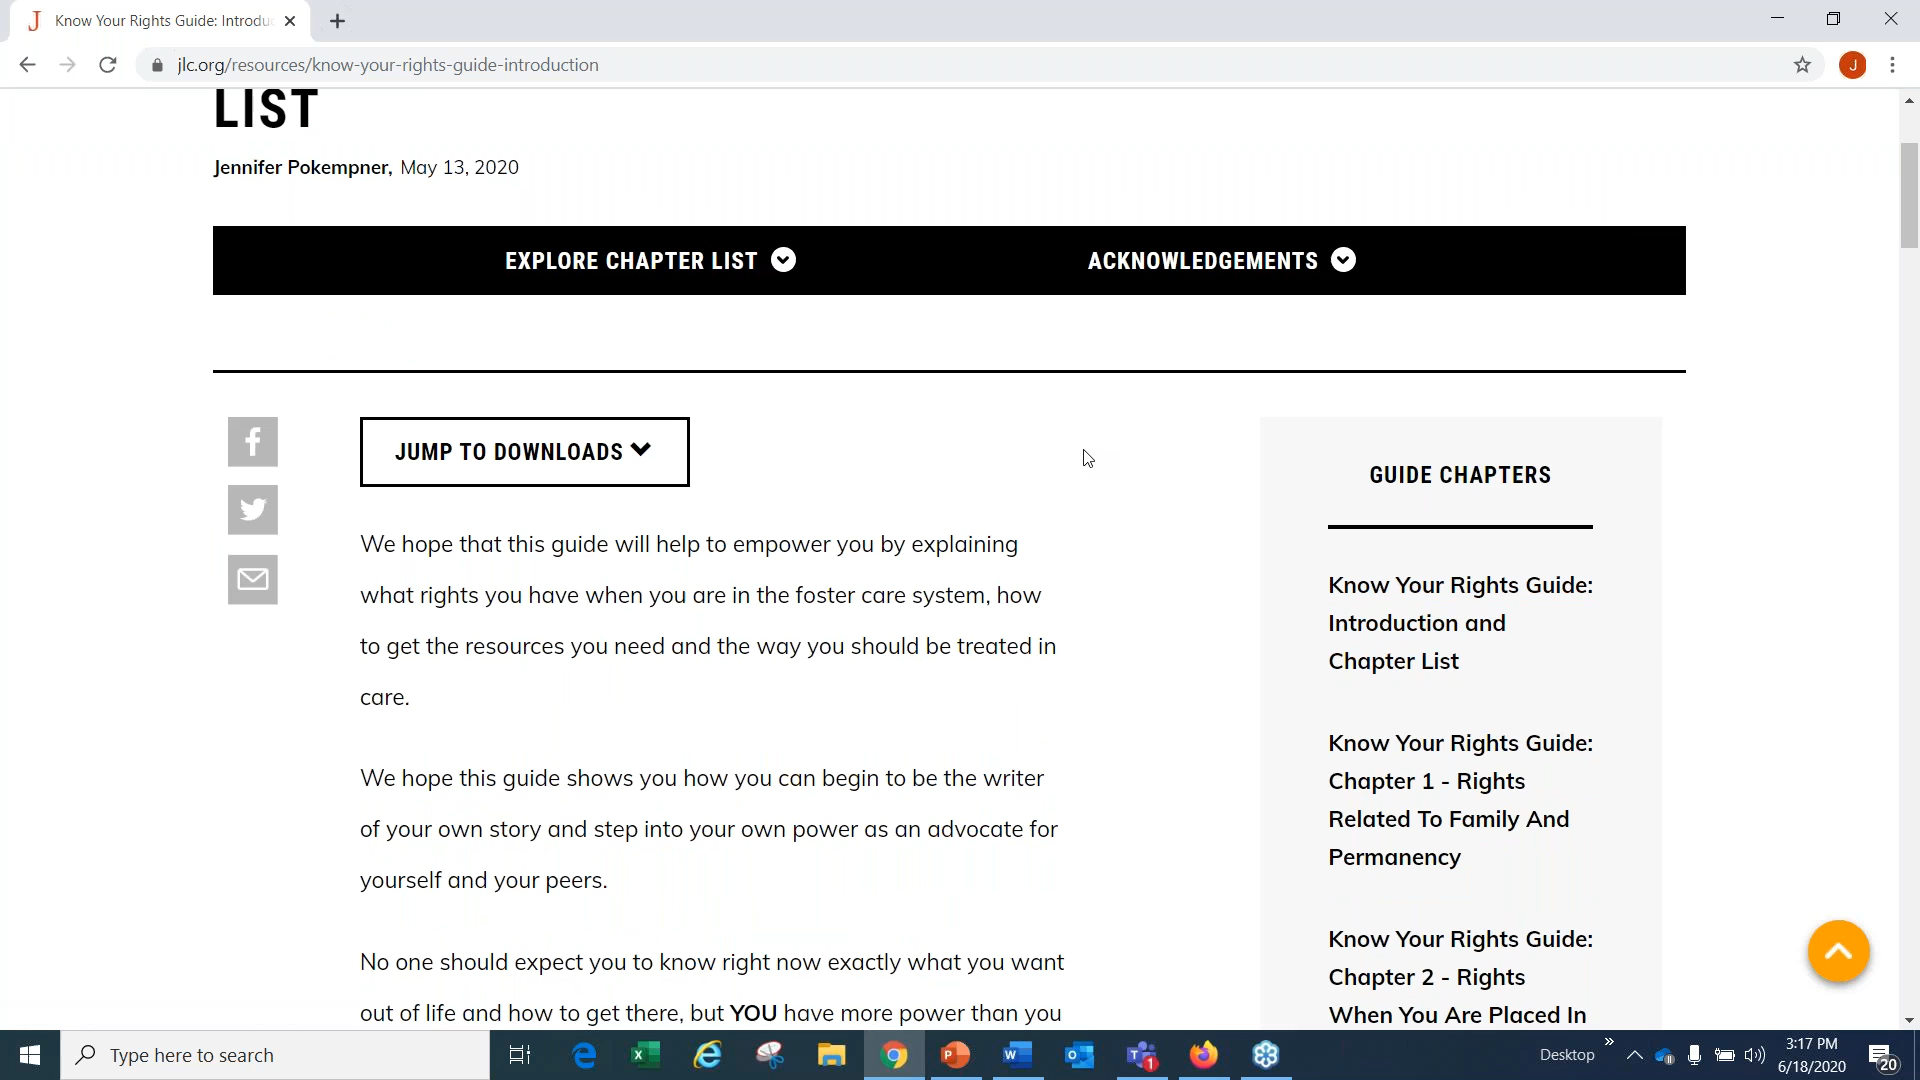 J Know Your Rights Guide: Introduc
jlc.org/resources/know-your-rights-guide-introduction
J
LIST
Jennifer Pokempner, May 13, 2020
EXPLORE CHAPTER LIST
ACKNOWLEDGEMENTS
JUMP TO DOWNLOADS
We hope that this guide will help to empower you by explaining
what rights you have when you are in the foster care system, how
to get the resources you need and the way you should be treated in
care.
We hope this guide shows you how you can begin to be the writer
of your own story and step into your own power as an advocate for
yourself and your peers.
No one should expect you to know right now exactly what you want
out of life and how to get there, but YOU have more power than you
GUIDE CHAPTERS
Know Your Rights Guide:
Introduction and
Chapter List
Know Your Rights Guide:
Chapter 1 - Rights
Related To Family And
Permanency
Know Your Rights Guide:
Chapter 2 - Rights
When You Are Placed In
Type here to search
Desktop
3:17 PM
6/18/2020
20